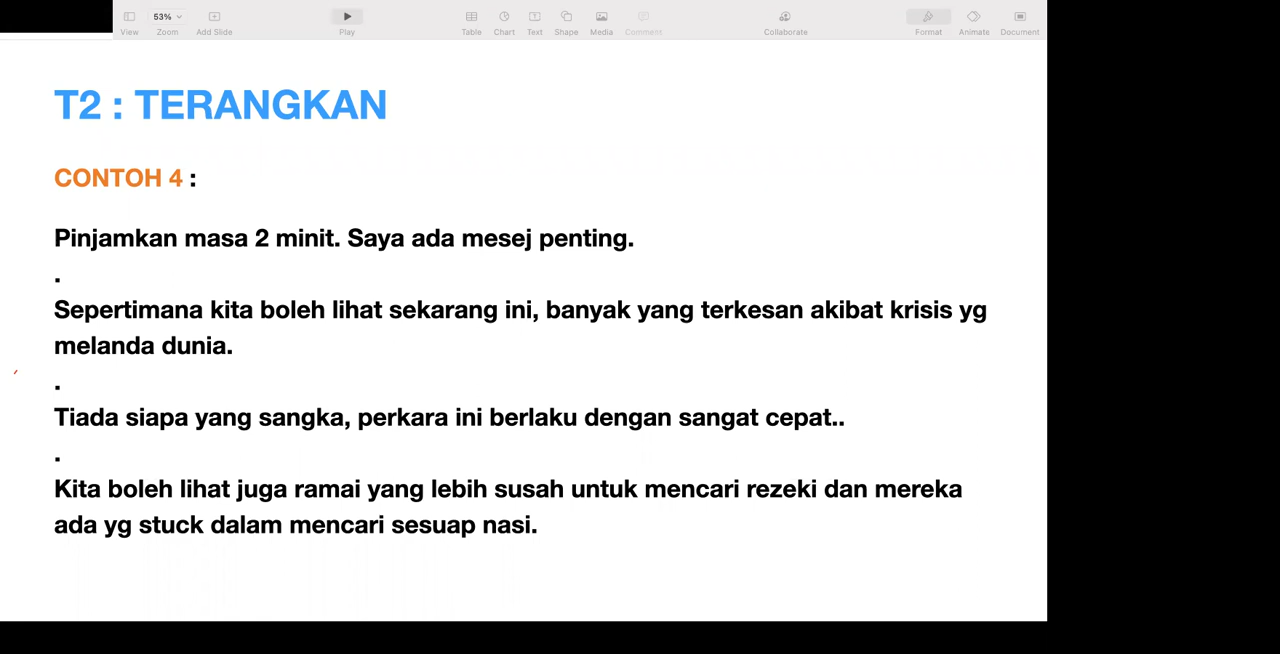 View 53% Zoom Add Slide Play Table Chart Text Shape Media Comment Collaborate Format Animate Document
T2 : TERANGKAN
CONTOH 4 :
Pinjamkan masa 2 minit. Saya ada mesej penting.
.
Sepertimana kita boleh lihat sekarang ini, banyak yang terkesan akibat krisis yg
melanda dunia.
.
Tiada siapa yang sangka, perkara ini berlaku dengan sangat cepat..
.
Kita boleh lihat juga ramai yang lebih susah untuk mencari rezeki dan mereka
ada yg stuck dalam mencari sesuap nasi.